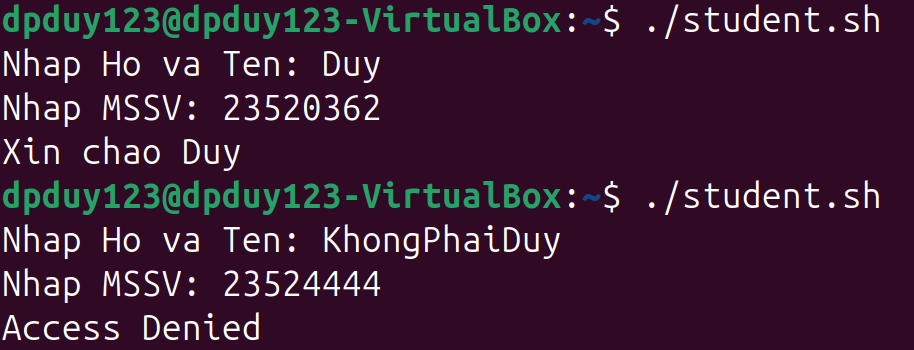 dpduy123@dpduy123-VirtualBox:~$ ./student.sh
Nhap Ho va Ten: Duy
Nhap MSSV: 23520362
Xin chao Duy
dpduy123@dpduy123-VirtualBox:~$ ./student.sh
Nhap Ho va Ten: KhongPhaiDuy
Nhap MSSV: 23524444
Access Denied